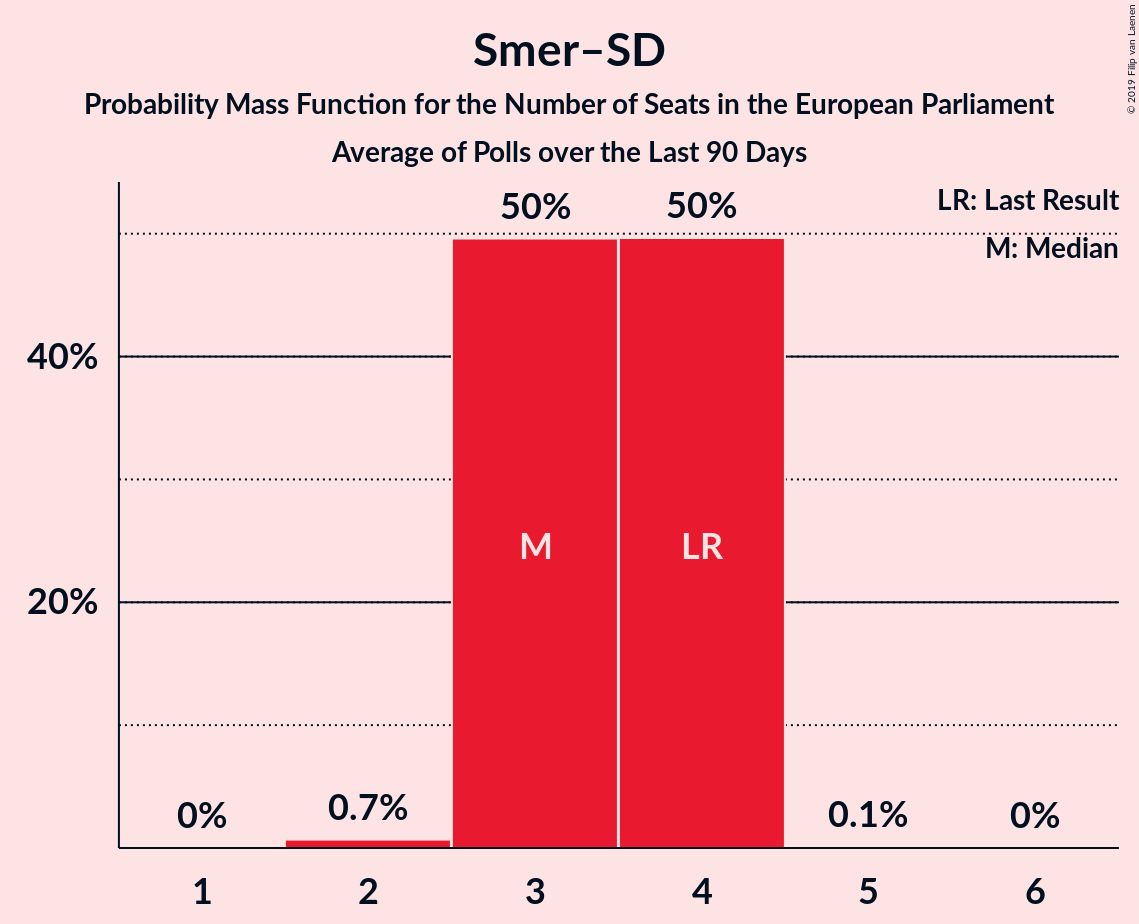 Smer–SD
Probability Mass Function for the Number of Seats in the European Parliament
Average of Polls over the Last 90 Days
© 2019 Filip van Laenen
LR: Last Result
M: Median
50%
50%
40%
20%
M
LR
0%
0.7%
0.1%
0%
1
2
3
4
5
6